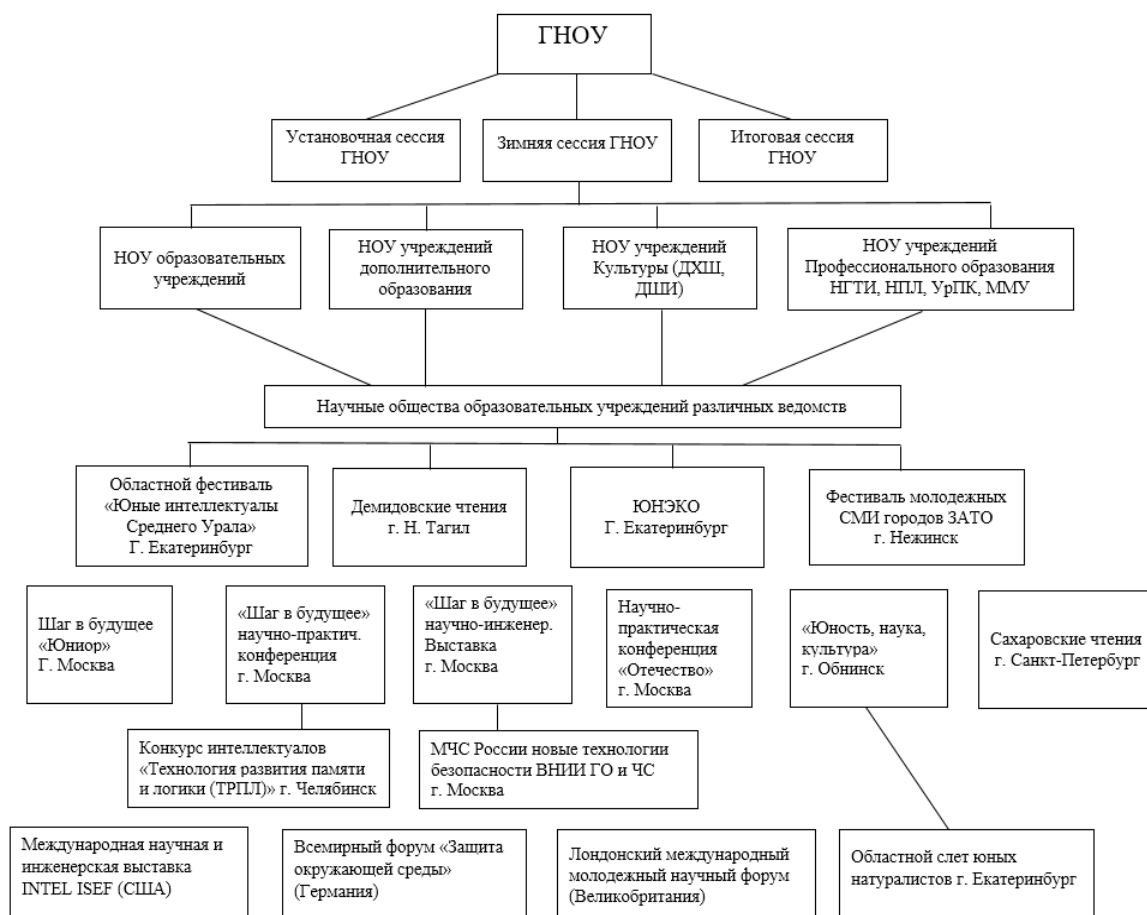 ГНОУ
Установочная сессия
ГНОУ
Зимняя сессия ГНОУ
Итоговая сессия
ГНОУ
НОУ образовательных
учреждений
НОУ учреждений
дополнительного
образования
НОУ учреждений
Культуры (ДХШ,
ДШИ)
НОУ учреждений
Профессионального образования
НГТИ, НПЛ, УрПК, ММУ
Научные общества образовательных учреждений различных ведомств
Областной фестиваль
«Юные интеллектуалы
Среднего Урала»
Г. Екатеринбург
Демидовские чтения
г. Н. Тагил
ЮНЭКО
Г. Екатеринбург
Фестиваль молодежных
СМИ городов ЗАТО
г. Нежинск
Шаг в будущее
«Юниор»
Г. Москва
«Шаг в будущее»
научно-практич.
конференция
г. Москва
«Шаг в будущее»
научно-инженер.
Выставка
г. Москва
Научно-
практическая
конференция
«Отечество»
г. Москва
«Юность, наука,
культура»
г. Обнинск
Сахаровские чтения
г. Санкт-Петербург
Конкурс интеллектуалов
«Технология развития памяти
и логики (ТРПЛ)» г. Челябинск
МЧС России новые технологии
безопасности ВНИИ ГО и ЧС
г. Москва
Международная научная и
инженерская выставка
INTEL ISEF (США)
Всемирный форум «Защита
окружающей среды»
(Германия)
Лондонский международный
молодежный научный форум
(Великобритания)
Областной слет юных
натуралистов г. Екатеринбург